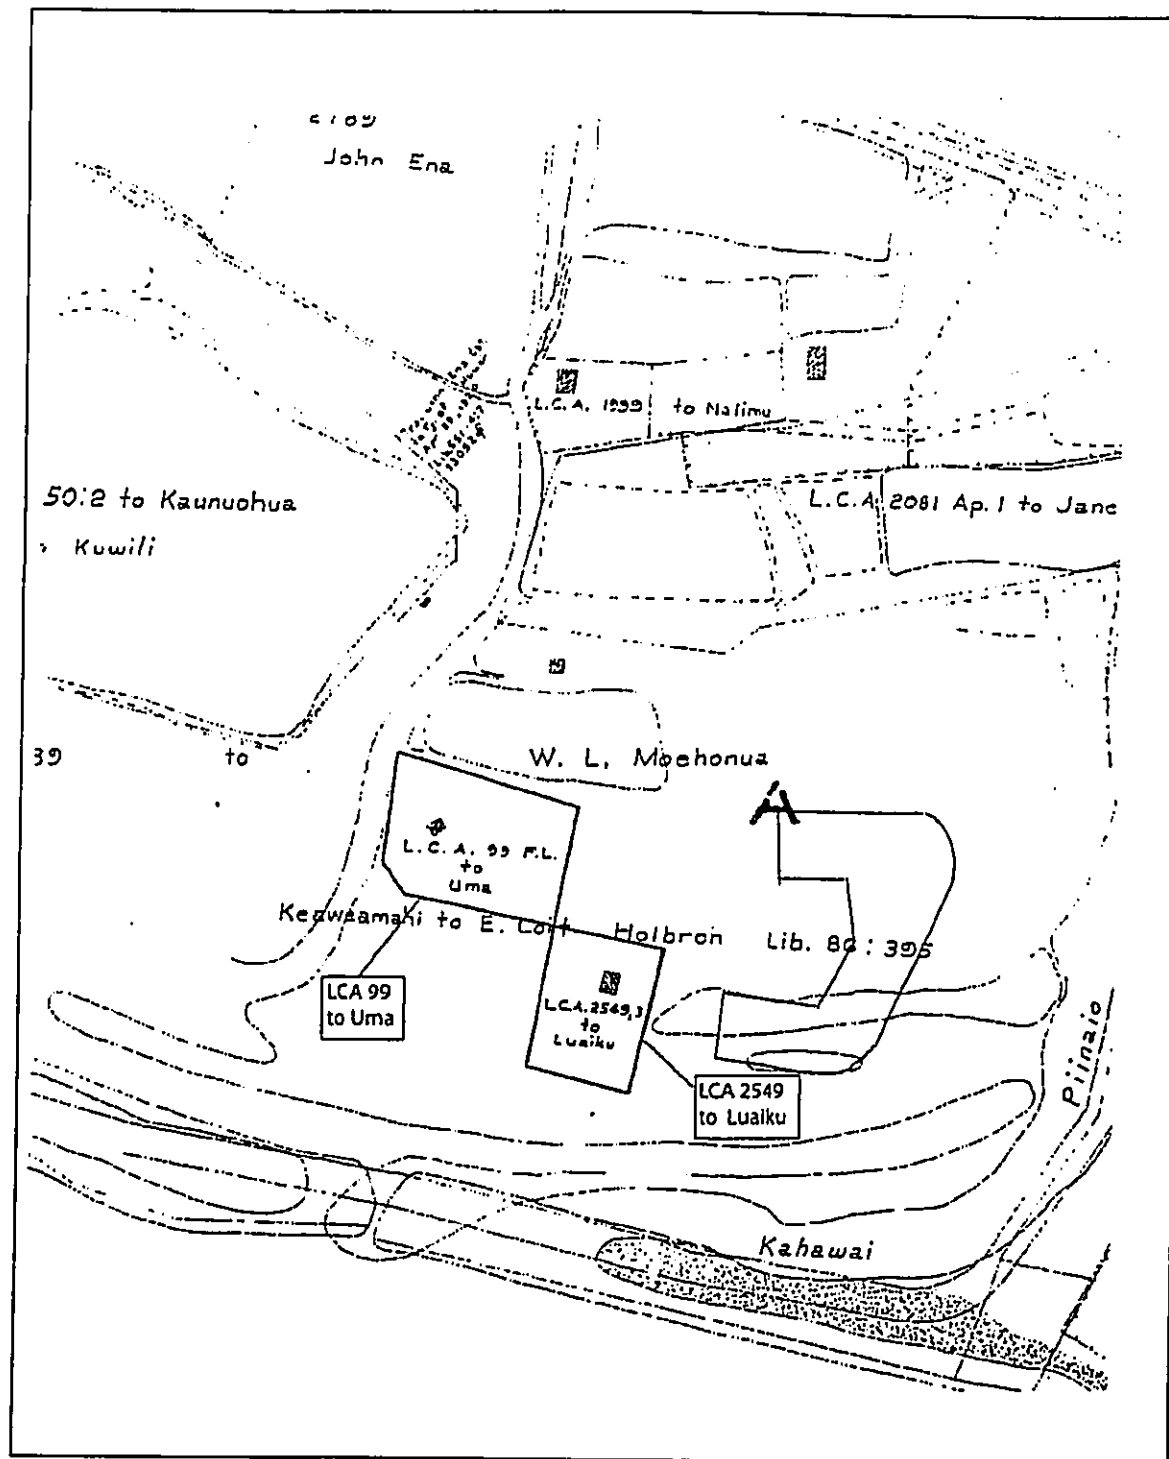 2789
John Ena
L.C.A. 1999 to Nalimu
50:2 to Kaunuohua
Kuwili
L.C.A. 2081 Ap. 1 to Jane
39 to W. L. Moehonua
A
L. C. A. 99 F.L.
to
Uma
Keaweamahi to E. Coit Holbron Lib. 86:395
LCA 99
to Uma
L.C.A. 2549,3
to
Luaiku
LCA 2549
to Luaiku
Piinaio
Kahawai